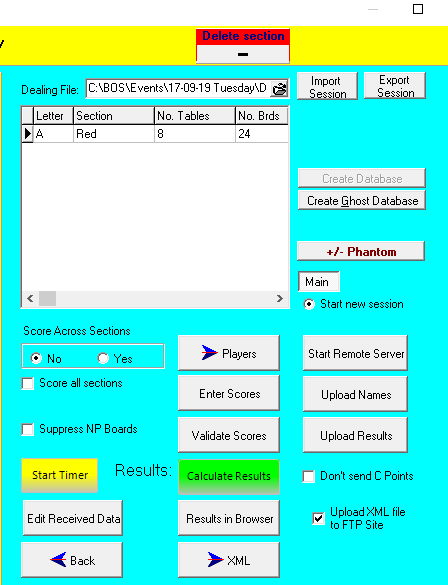 Delete section
-
Dealing File: C:\BOS\Events\17-09-19 Tuesday\D
Import Session
Export Session
Letter Section No. Tables No. Brds
A Red 8 24
Create Database
Create Ghost Database
+/- Phantom
Main
Start new session
Score Across Sections
No Yes
Score all sections
Suppress NP Boards
Players
Start Remote Server
Enter Scores
Upload Names
Validate Scores
Upload Results
Start Timer
Results:
Calculate Results
Don't send C Points
Edit Received Data
Results in Browser
Upload XML file
to FTP Site
Back
XML